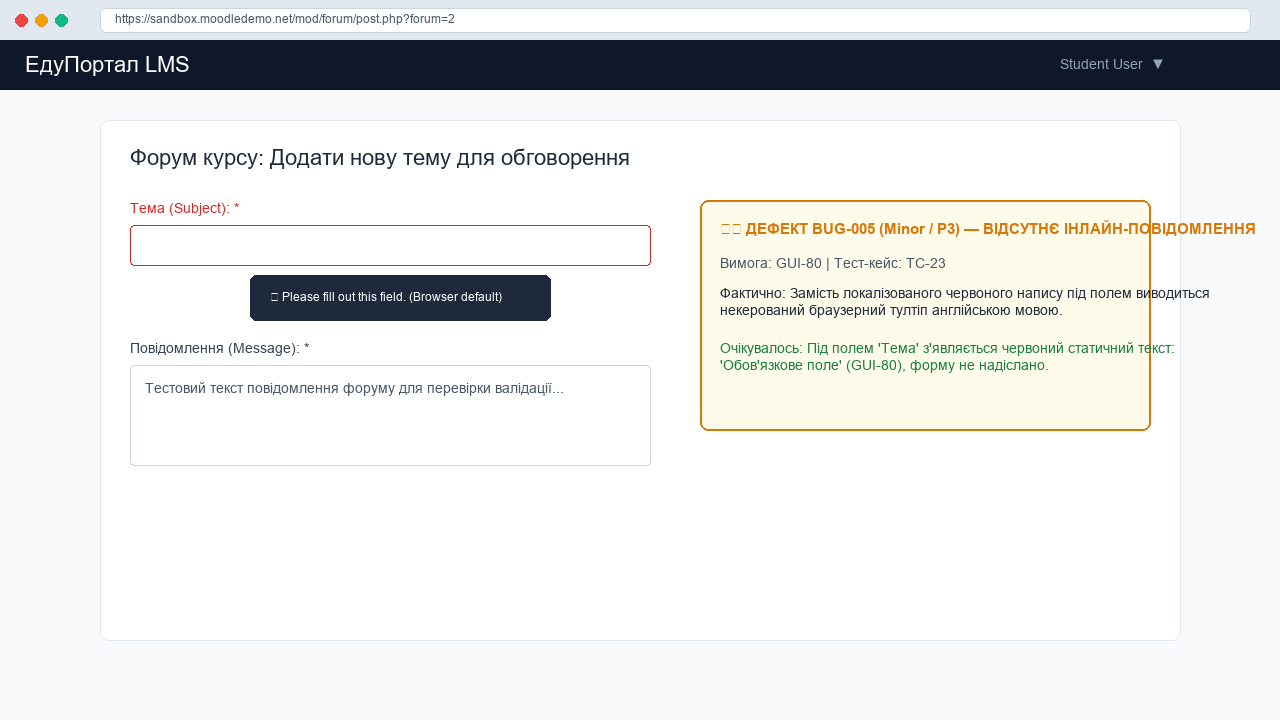 https://sandbox.moodledemo.net/mod/forum/post.php?forum=2
ЕдуПортал LMS
Student User ▼
Форум курсу: Додати нову тему для обговорення
Тема (Subject): *
Please fill out this field. (Browser default)
Повідомлення (Message): *
Тестовий текст повідомлення форуму для перевірки валідації...
ДЕФЕКТ BUG-005 (Minor / P3) — ВІДСУТНЄ ІНЛАЙН-ПОВІДОМЛЕННЯ
Вимога: GUI-80 | Тест-кейс: TC-23
Фактично: Замість локалізованого червоного напису під полем виводиться
некерований браузерний тултіп англійською мовою.
Очікувалось: Під полем 'Тема' з'являється червоний статичний текст:
'Обов'язкове поле' (GUI-80), форму не надіслано.